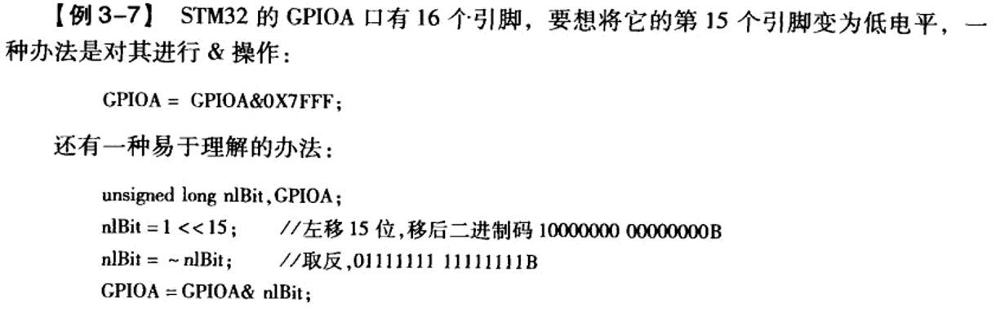 【例3-7】 STM32 的 GPIOA 口有 16 个引脚，要想将它的第 15 个引脚变为低电平，一
种办法是对其进行 & 操作：
GPIOA = GPIOA&0X7FFF;
还有一种易于理解的办法：
unsigned long nlBit,GPIOA;
nlBit = 1 << 15; //左移 15 位,移后二进制码 10000000 00000000B
nlBit = ~ nlBit; //取反,01111111 11111111B
GPIOA = GPIOA& nlBit;